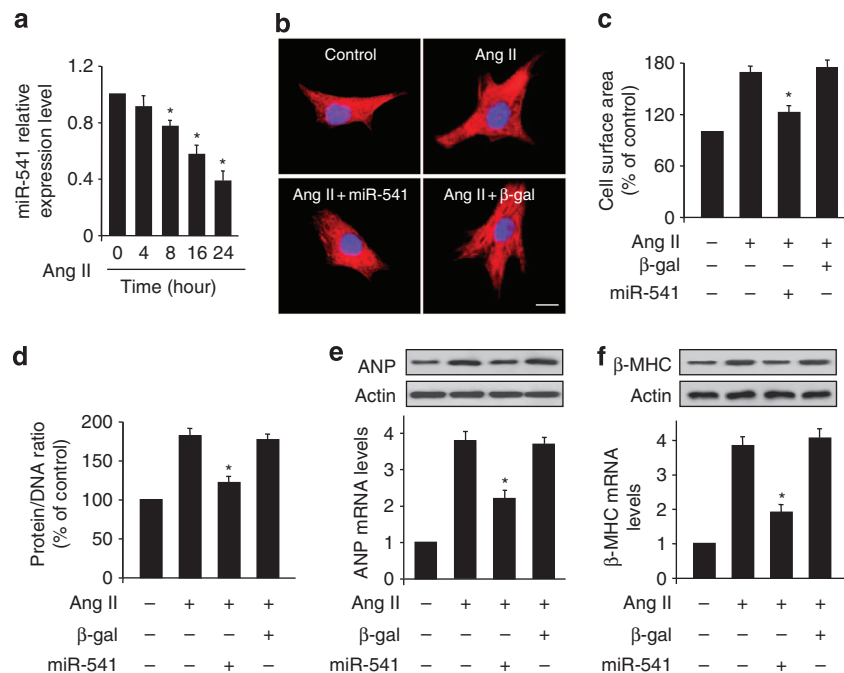 a
miR-541 relative
expression level
1.2
0.8
0.4
0
* * *
0 4 8 16 24
Ang II
Time (hour)
b
Control
Ang II
Ang II + miR-541
Ang II + β-gal
c
Cell surface area
(% of control)
180
120
60
0
*
Ang II – + + +
β-gal – – – +
miR-541 – – + –
d
Protein/DNA ratio
(% of control)
200
150
100
50
0
*
Ang II – + + +
β-gal – – – +
miR-541 – – + –
e
ANP
Actin
ANP mRNA levels
4
3
2
1
0
*
Ang II – + + +
β-gal – – – +
miR-541 – – + –
f
β-MHC
Actin
β-MHC mRNA
levels
4
3
2
1
0
*
Ang II – + + +
β-gal – – – +
miR-541 – – + –